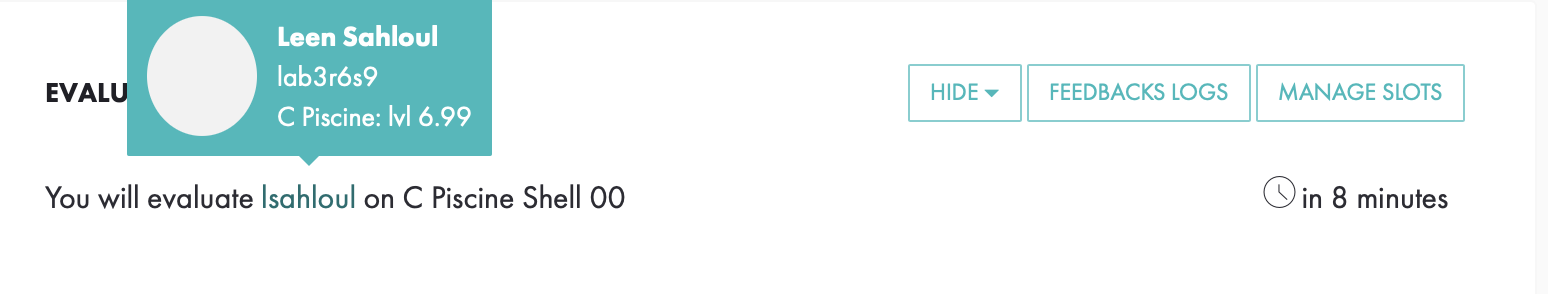 Leen Sahloul
lab3r6s9
C Piscine: lvl 6.99
EVALU
HIDE
FEEDBACKS LOGS
MANAGE SLOTS
You will evaluate lsahloul on C Piscine Shell 00
in 8 minutes